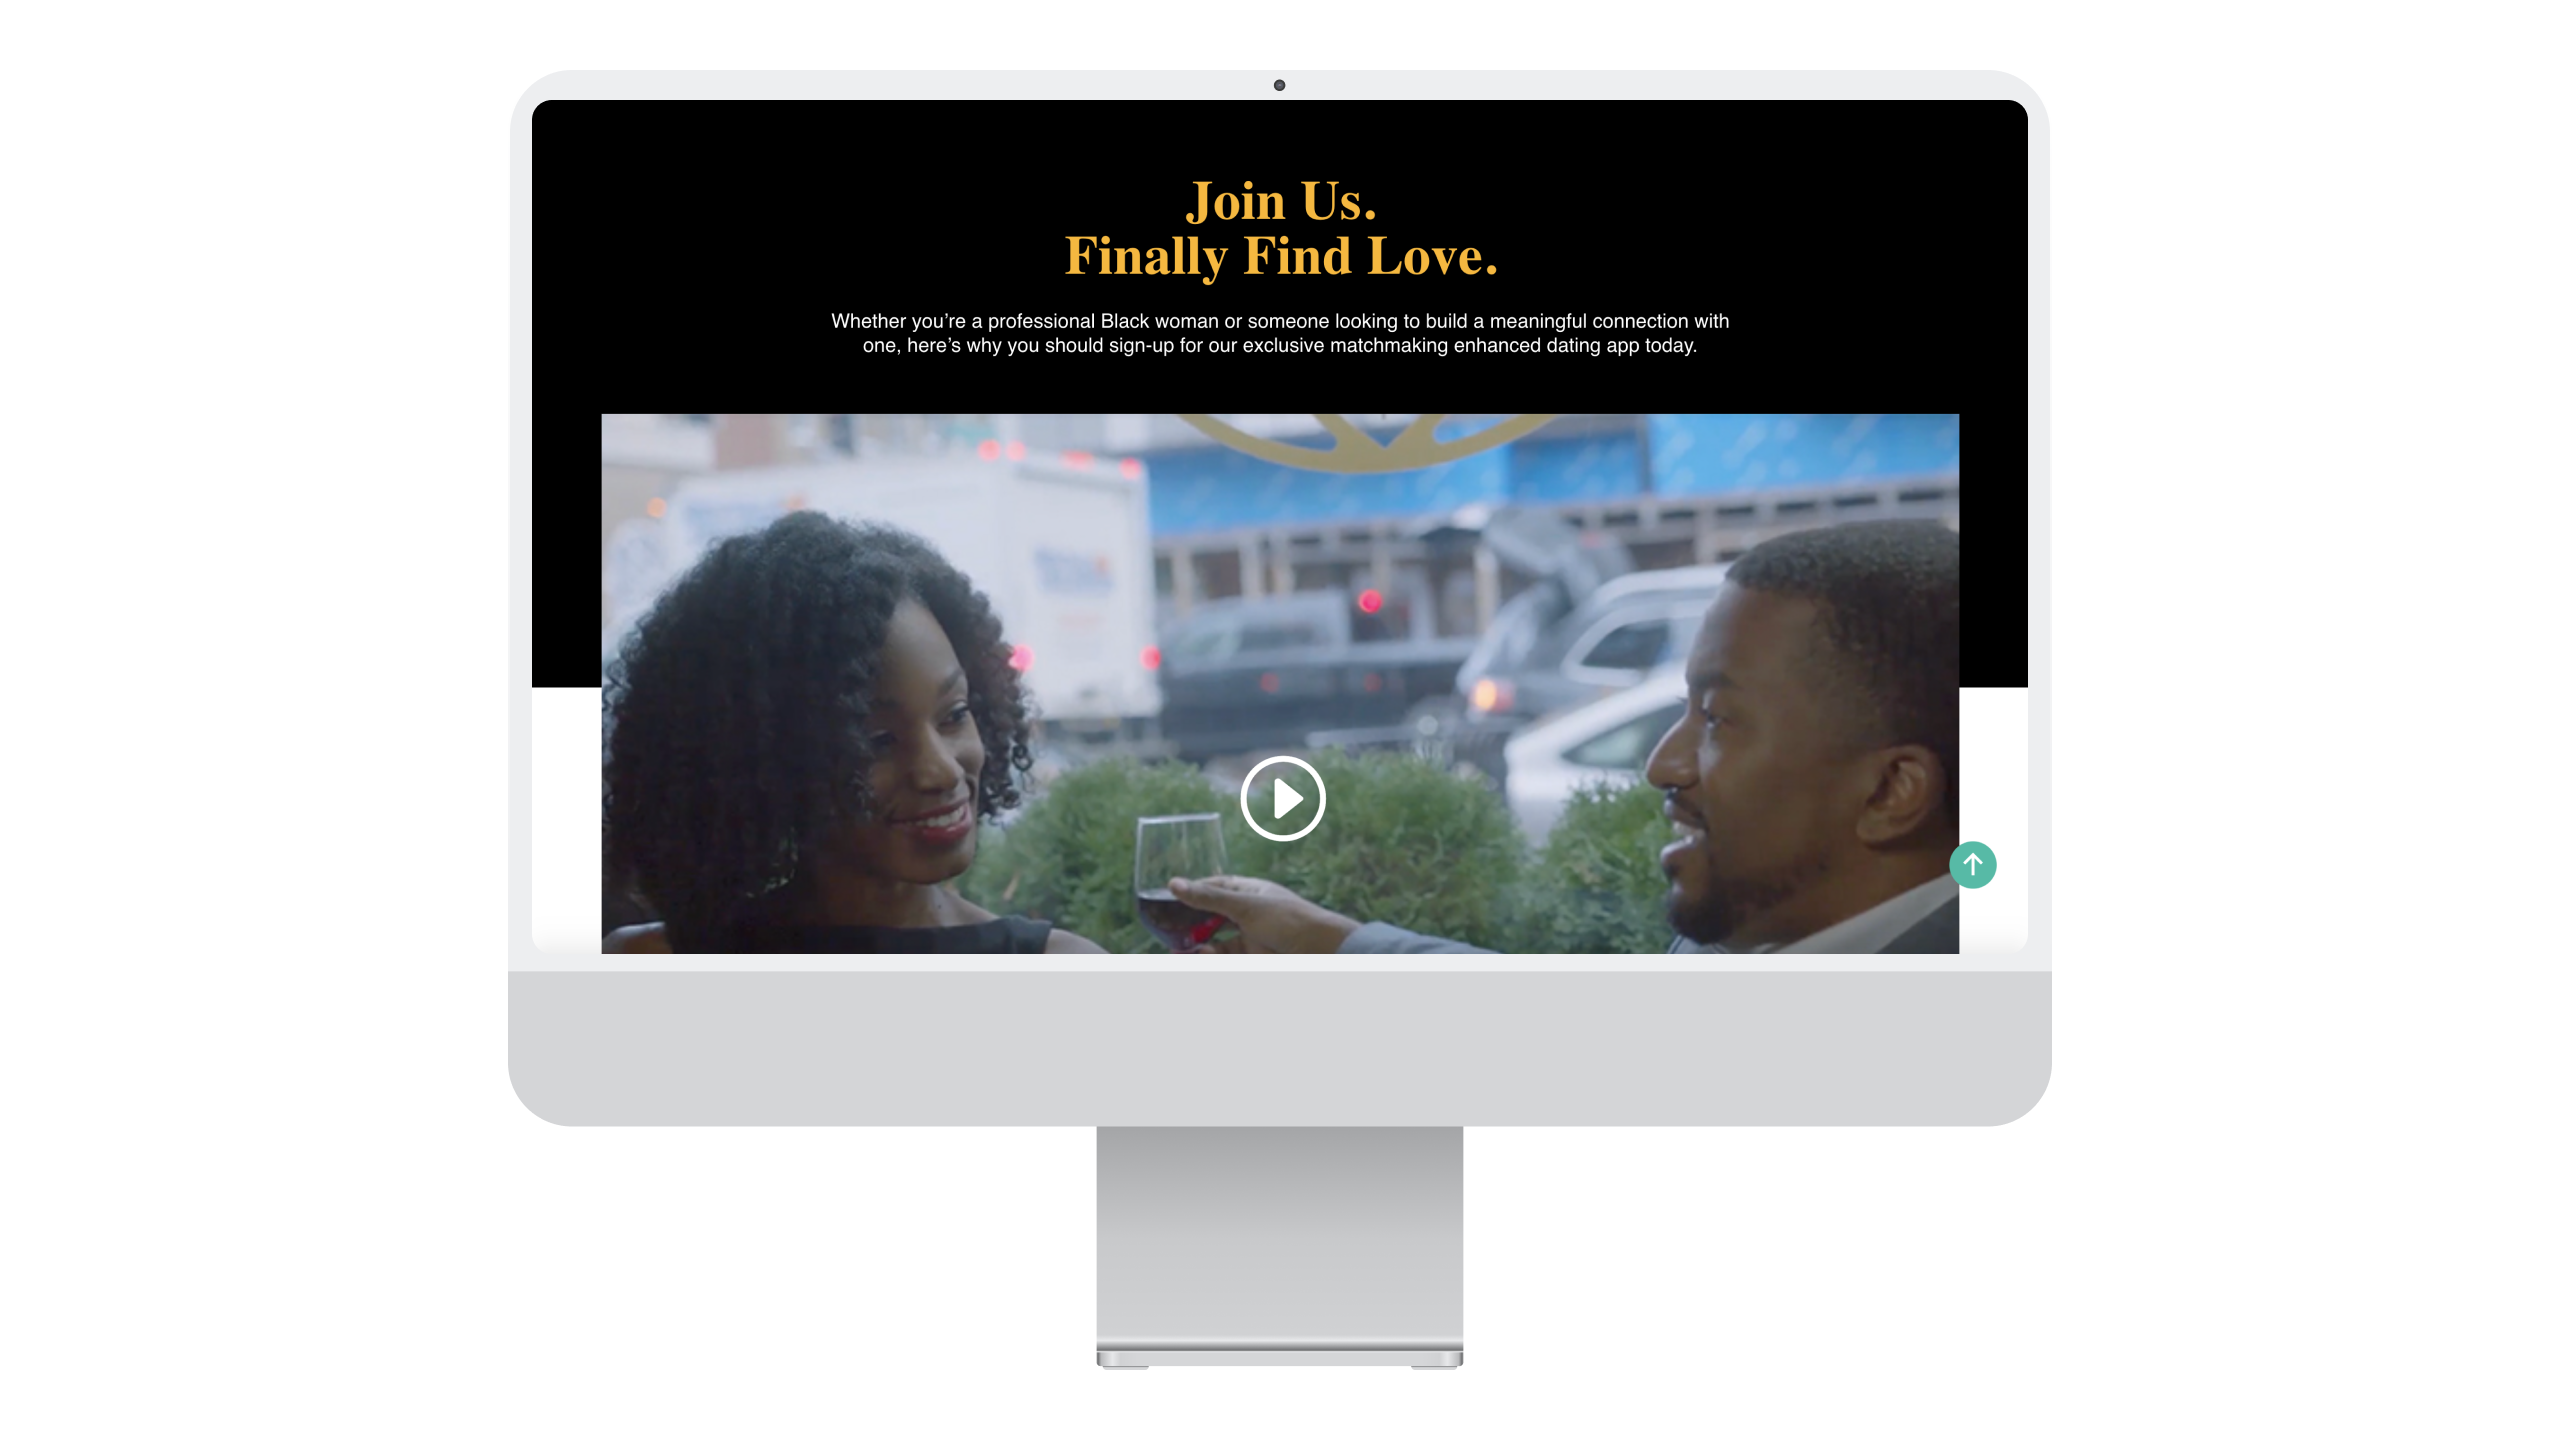 Join Us.
Finally Find Love.
Whether you’re a professional Black woman or someone looking to build a meaningful connection with
one, here’s why you should sign-up for our exclusive matchmaking enhanced dating app today.